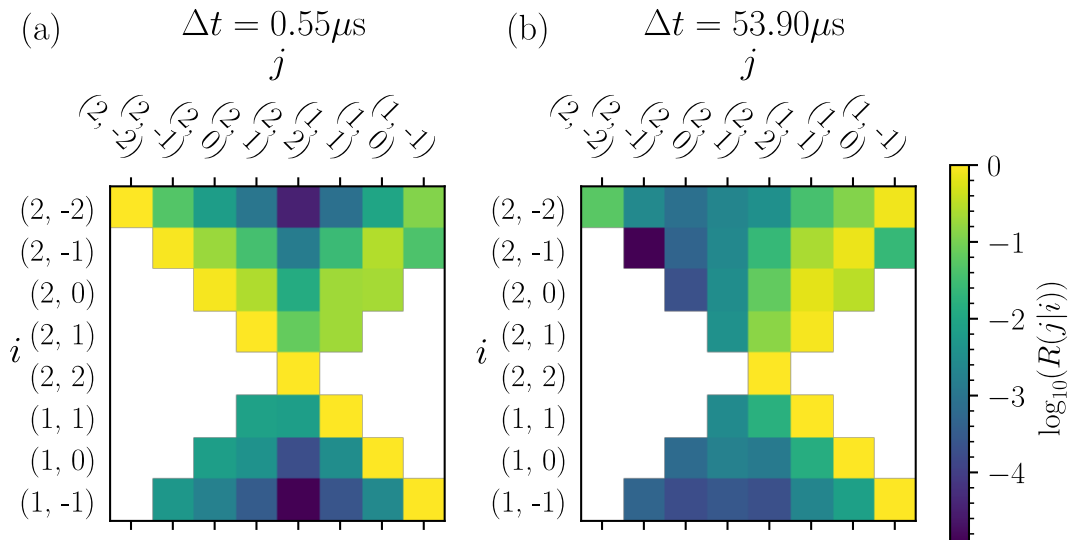 (a) Δt = 0.55μs
j
(2, -2) (2, -1) (2, 0) (2, 1) (2, 2) (1, 1) (1, 0) (1, -1)
i
(2, -2)
(2, -1)
(2, 0)
(2, 1)
(2, 2)
(1, 1)
(1, 0)
(1, -1)
(b) Δt = 53.90μs
j
(2, -2) (2, -1) (2, 0) (2, 1) (2, 2) (1, 1) (1, 0) (1, -1)
i
(2, -2)
(2, -1)
(2, 0)
(2, 1)
(2, 2)
(1, 1)
(1, 0)
(1, -1)
0
−1
−2
−3
−4
log₁₀(R(j|i))